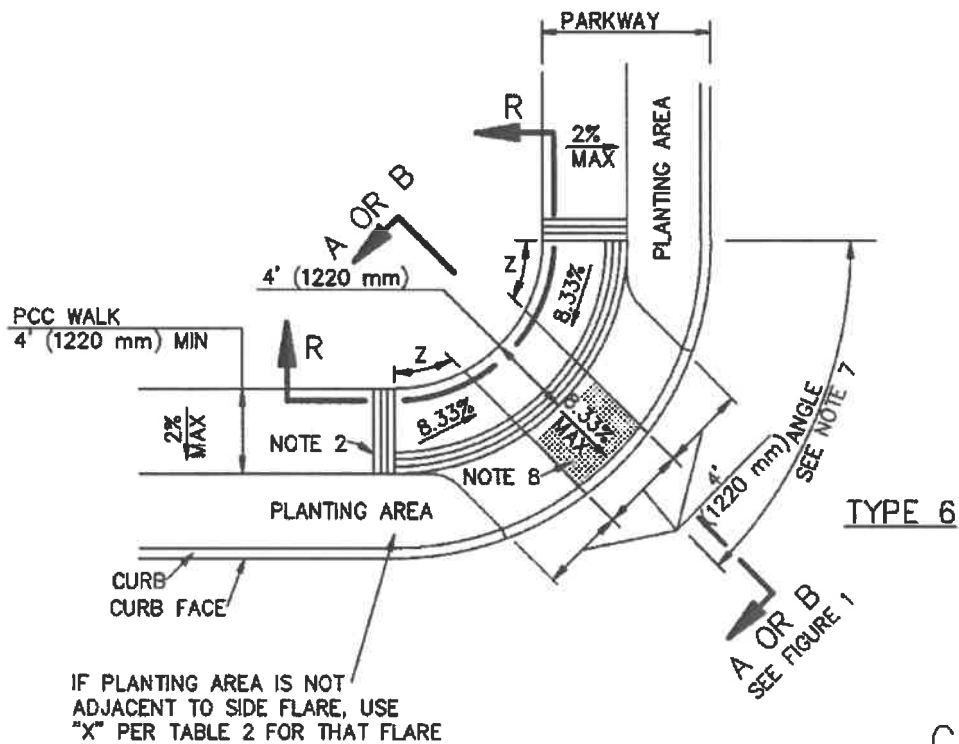 PARKWAY
R
2%
MAX
PLANTING AREA
A OR B
4' (1220 mm)
Z
8.33%
PCC WALK
4' (1220 mm) MIN
R
Z
2%
MAX
NOTE 2
8.33%
8.33%
MAX
NOTE 8
PLANTING AREA
4'
(1220 mm)
ANGLE
SEE NOTE 7
TYPE 6
CURB
CURB FACE
A OR B
SEE FIGURE 1
IF PLANTING AREA IS NOT
ADJACENT TO SIDE FLARE, USE
"X" PER TABLE 2 FOR THAT FLARE